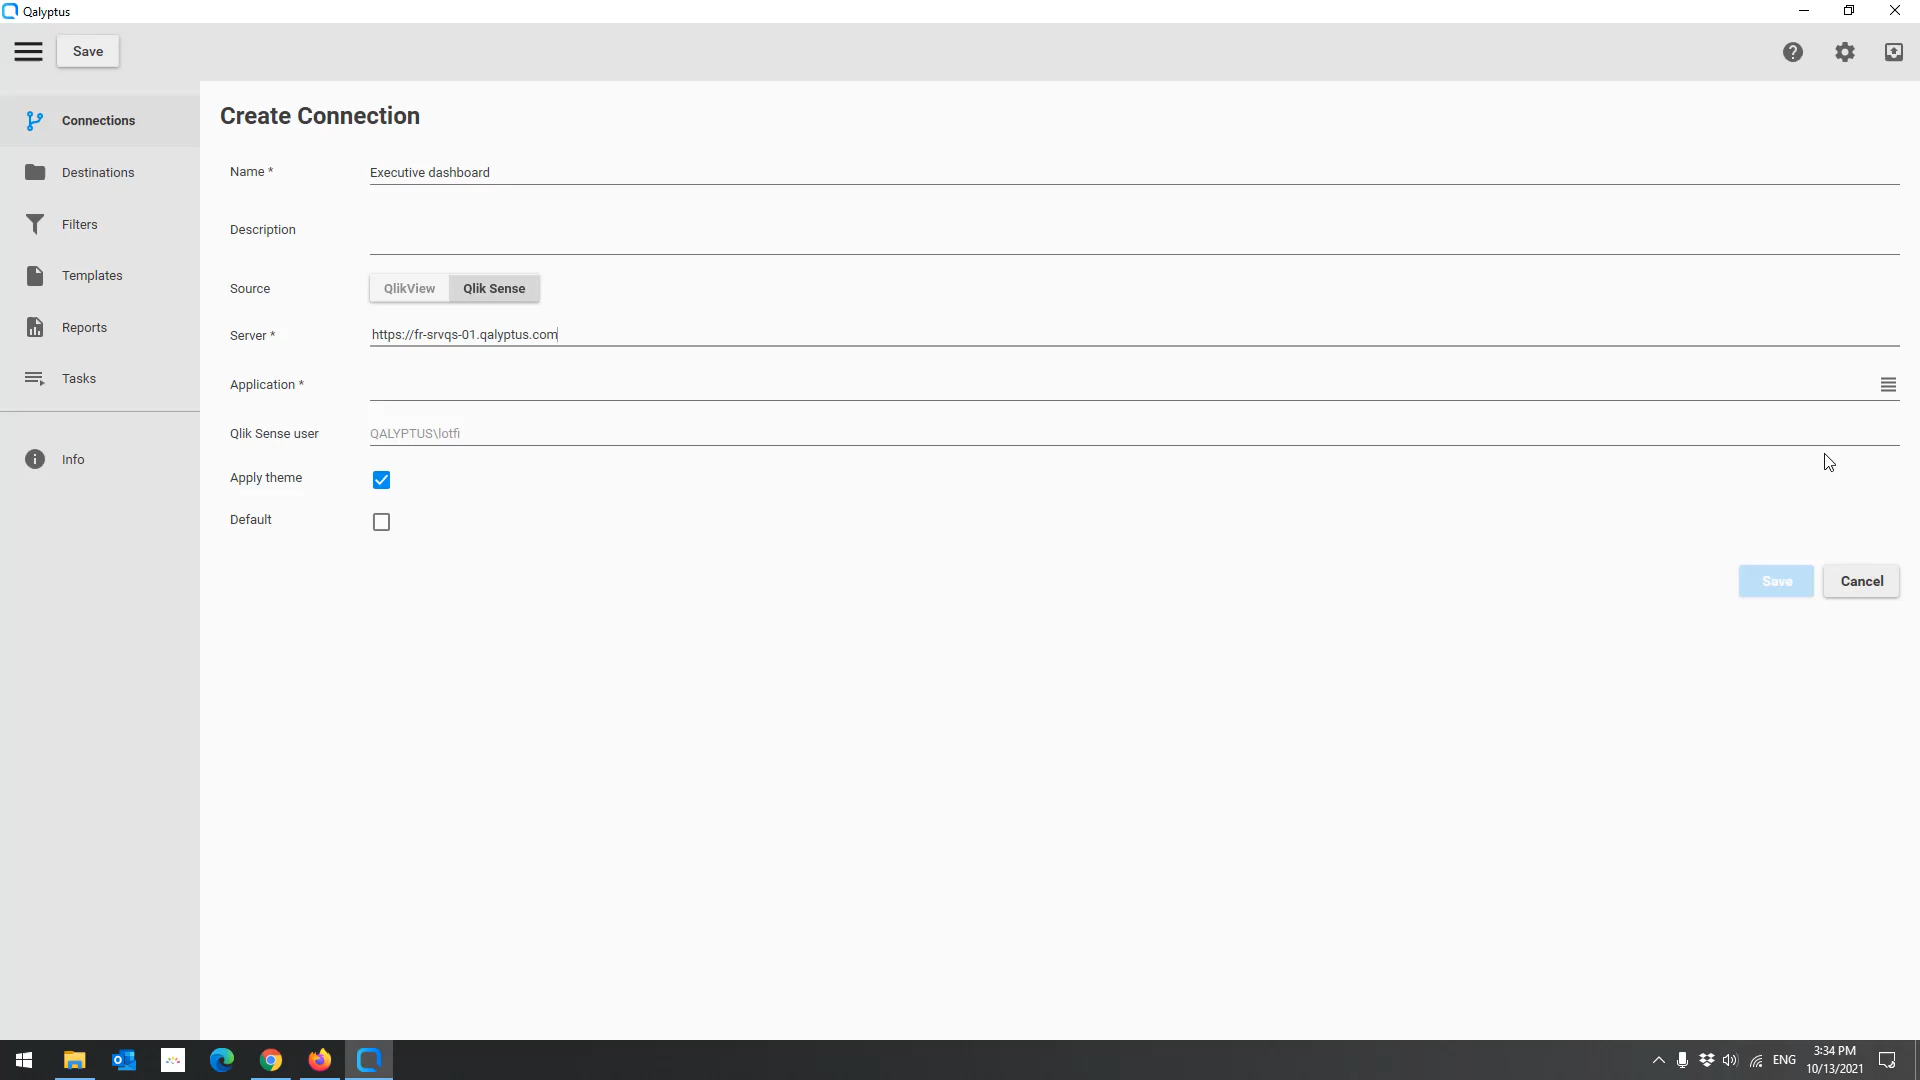 Qalyptus
Save
Connections
Destinations
Filters
Templates
Reports
Tasks
Info
Create Connection
Name * Executive dashboard
Description
Source QlikView Qlik Sense
Server * https://fr-srvqs-01.qalyptus.com
Application *
Qlik Sense user QALYPTUS\lotfi
Apply theme
Default
Save Cancel
ENG
3:34 PM
10/13/2021